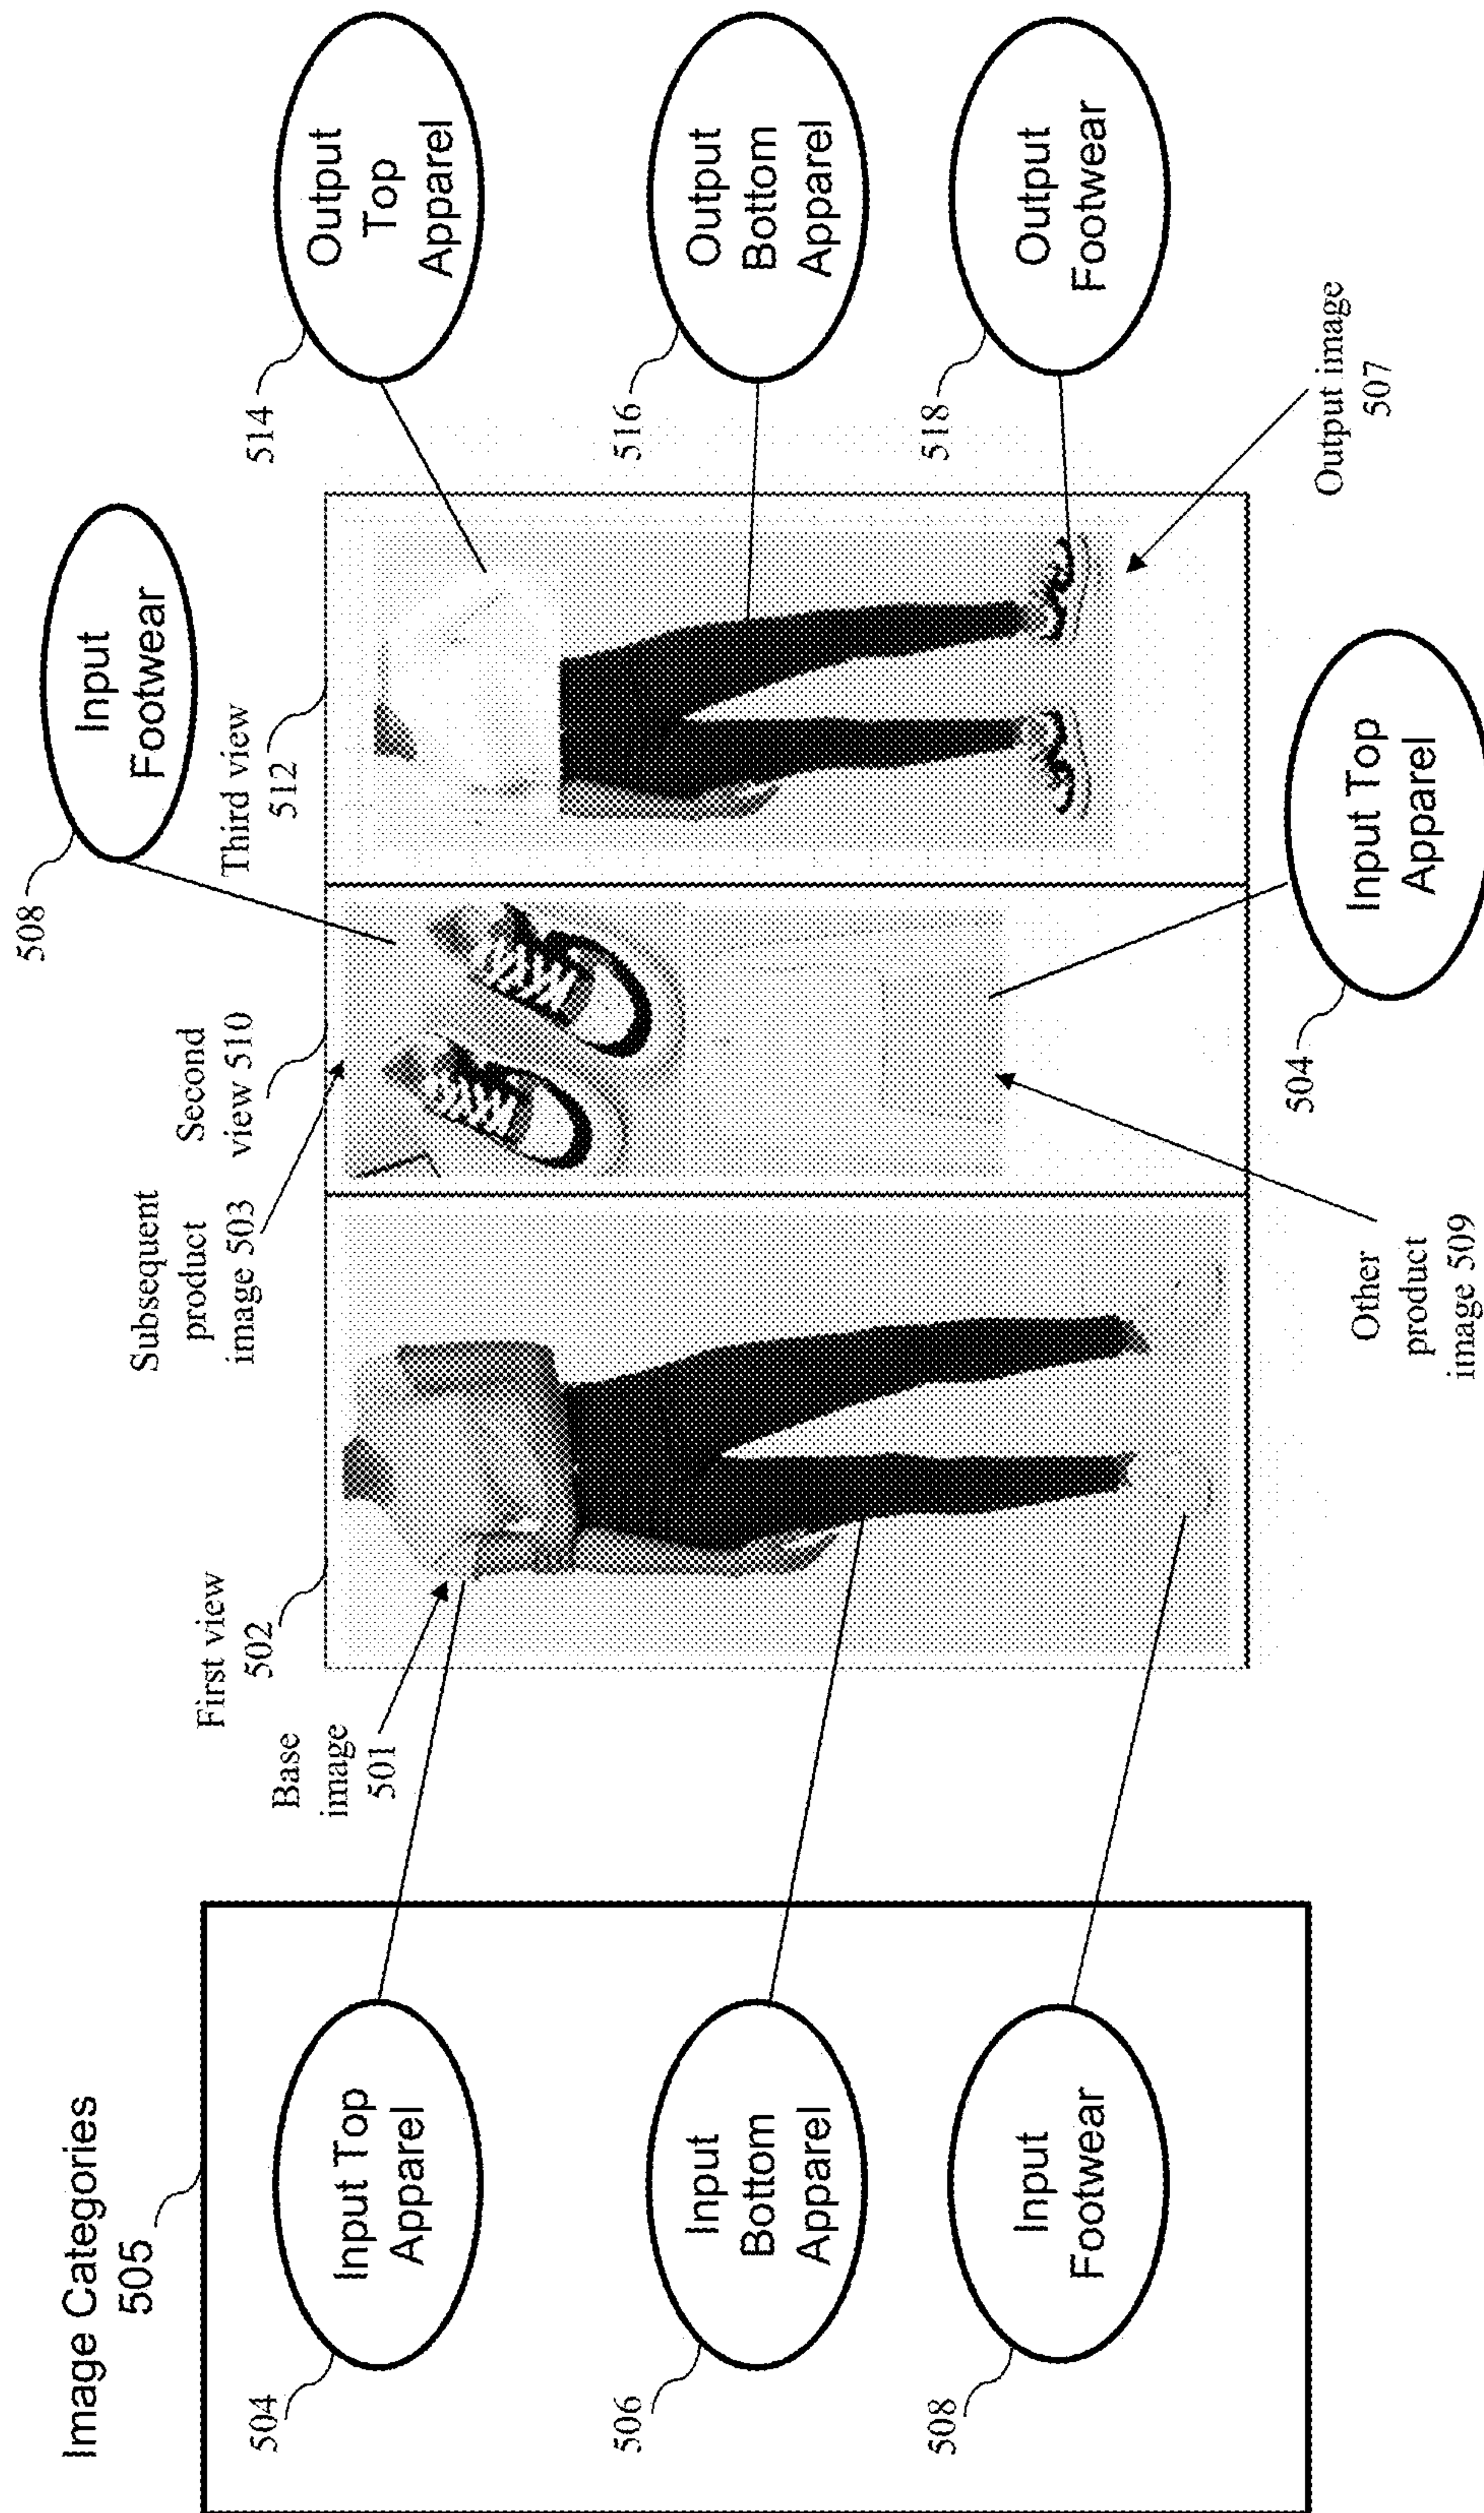 Image Categories
505
504
Input Top
Apparel
506
Input
Bottom
Apparel
508
Input
Footwear
First view
502
Base
image
501
Subsequent
product
image 503
Second
view 510
508
Input
Footwear
Third view
512
Other
product
image 509
504
Input Top
Apparel
514
Output
Top
Apparel
516
Output
Bottom
Apparel
518
Output
Footwear
Output image
507